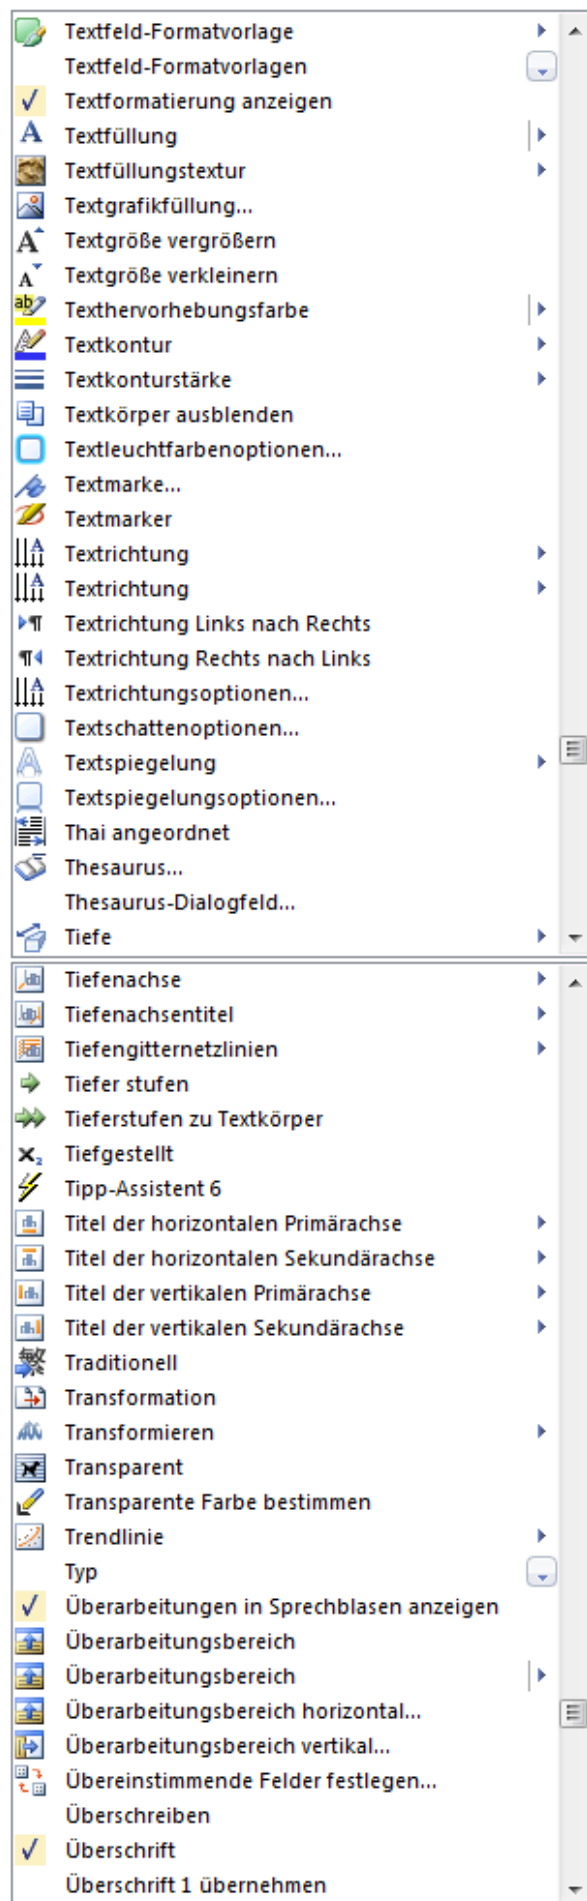 Textfeld-Formatvorlage
Textfeld-Formatvorlagen
Textformatierung anzeigen
Textfüllung
Textfüllungstextur
Textgrafikfüllung...
Textgröße vergrößern
Textgröße verkleinern
Texthervorhebungsfarbe
Textkontur
Textkonturstärke
Textkörper ausblenden
Textleuchtfarbenoptionen...
Textmarke...
Textmarker
Textrichtung
Textrichtung
Textrichtung Links nach Rechts
Textrichtung Rechts nach Links
Textrichtungsoptionen...
Textschattenoptionen...
Textspiegelung
Textspiegelungsoptionen...
Thai angeordnet
Thesaurus...
Thesaurus-Dialogfeld...
Tiefe
Tiefenachse
Tiefenachsentitel
Tiefengitternetzlinien
Tiefer stufen
Tieferstufen zu Textkörper
Tiefgestellt
Tipp-Assistent 6
Titel der horizontalen Primärachse
Titel der horizontalen Sekundärachse
Titel der vertikalen Primärachse
Titel der vertikalen Sekundärachse
Traditionell
Transformation
Transformieren
Transparent
Transparente Farbe bestimmen
Trendlinie
Typ
Überarbeitungen in Sprechblasen anzeigen
Überarbeitungsbereich
Überarbeitungsbereich
Überarbeitungsbereich horizontal...
Überarbeitungsbereich vertikal...
Übereinstimmende Felder festlegen...
Überschreiben
Überschrift
Überschrift 1 übernehmen